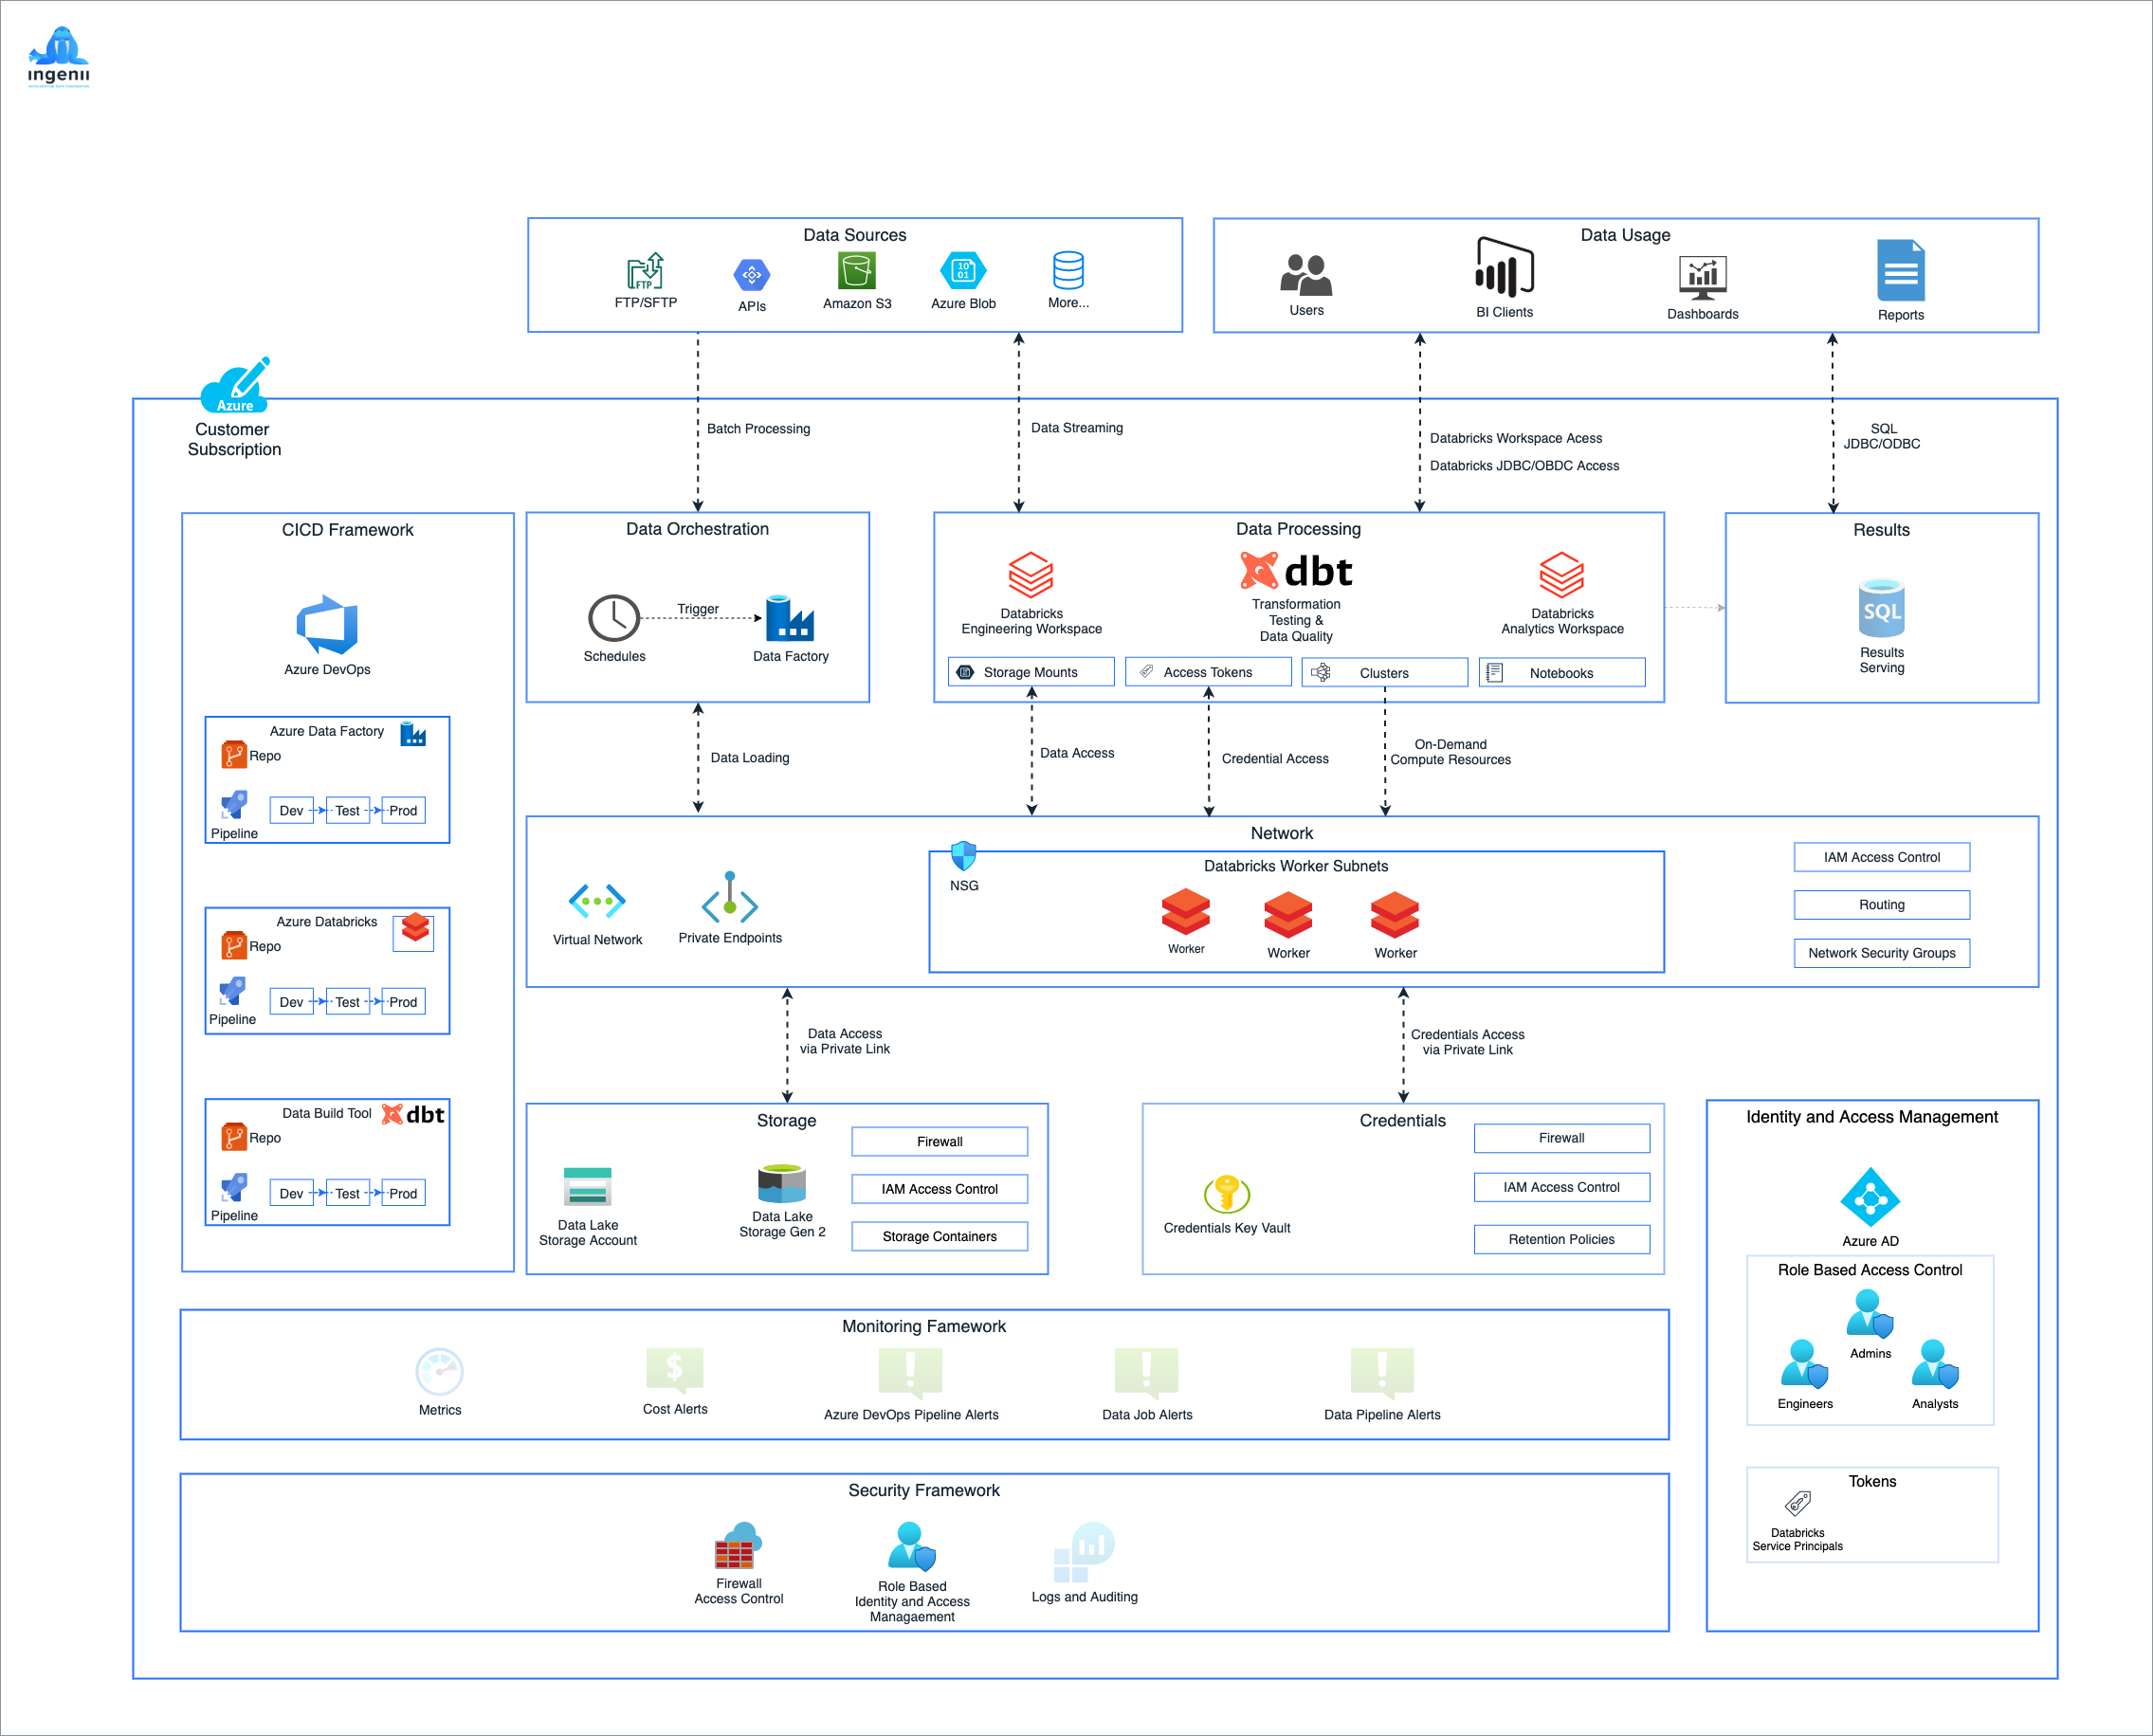 ingenii
Data Sources
FTP/SFTP
FTP
APIs
Amazon S3
10
01
Azure Blob
More...
Data Usage
Users
BI Clients
Dashboards
Reports
Azure
Customer
Subscription
Batch Processing
Data Streaming
Databricks Workspace Acess
Databricks JDBC/OBDC Access
SQL
JDBC/ODBC
CICD Framework
Azure DevOps
Azure Data Factory
Repo
Pipeline
Dev
Test
Prod
Azure Databricks
Repo
Pipeline
Dev
Test
Prod
Data Build Tool
dbt
Repo
Pipeline
Dev
Test
Prod
Data Orchestration
Schedules
Trigger
Data Factory
Data Processing
Databricks
Engineering Workspace
dbt
Transformation
Testing &
Data Quality
Databricks
Analytics Workspace
Storage Mounts
Access Tokens
Clusters
Notebooks
Results
SQL
Results
Serving
Data Loading
Data Access
Credential Access
On-Demand
Compute Resources
Network
Virtual Network
Private Endpoints
NSG
Databricks Worker Subnets
Worker
Worker
Worker
IAM Access Control
Routing
Network Security Groups
Data Access
via Private Link
Credentials Access
via Private Link
Storage
Data Lake
Storage Account
Data Lake
Storage Gen 2
Firewall
IAM Access Control
Storage Containers
Credentials
Credentials Key Vault
Firewall
IAM Access Control
Retention Policies
Identity and Access Management
Azure AD
Role Based Access Control
Admins
Engineers
Analysts
Tokens
Databricks
Service Principals
Monitoring Famework
Metrics
$
Cost Alerts
!
Azure DevOps Pipeline Alerts
!
Data Job Alerts
!
Data Pipeline Alerts
Security Framework
Firewall
Access Control
Role Based
Identity and Access
Managaement
Logs and Auditing